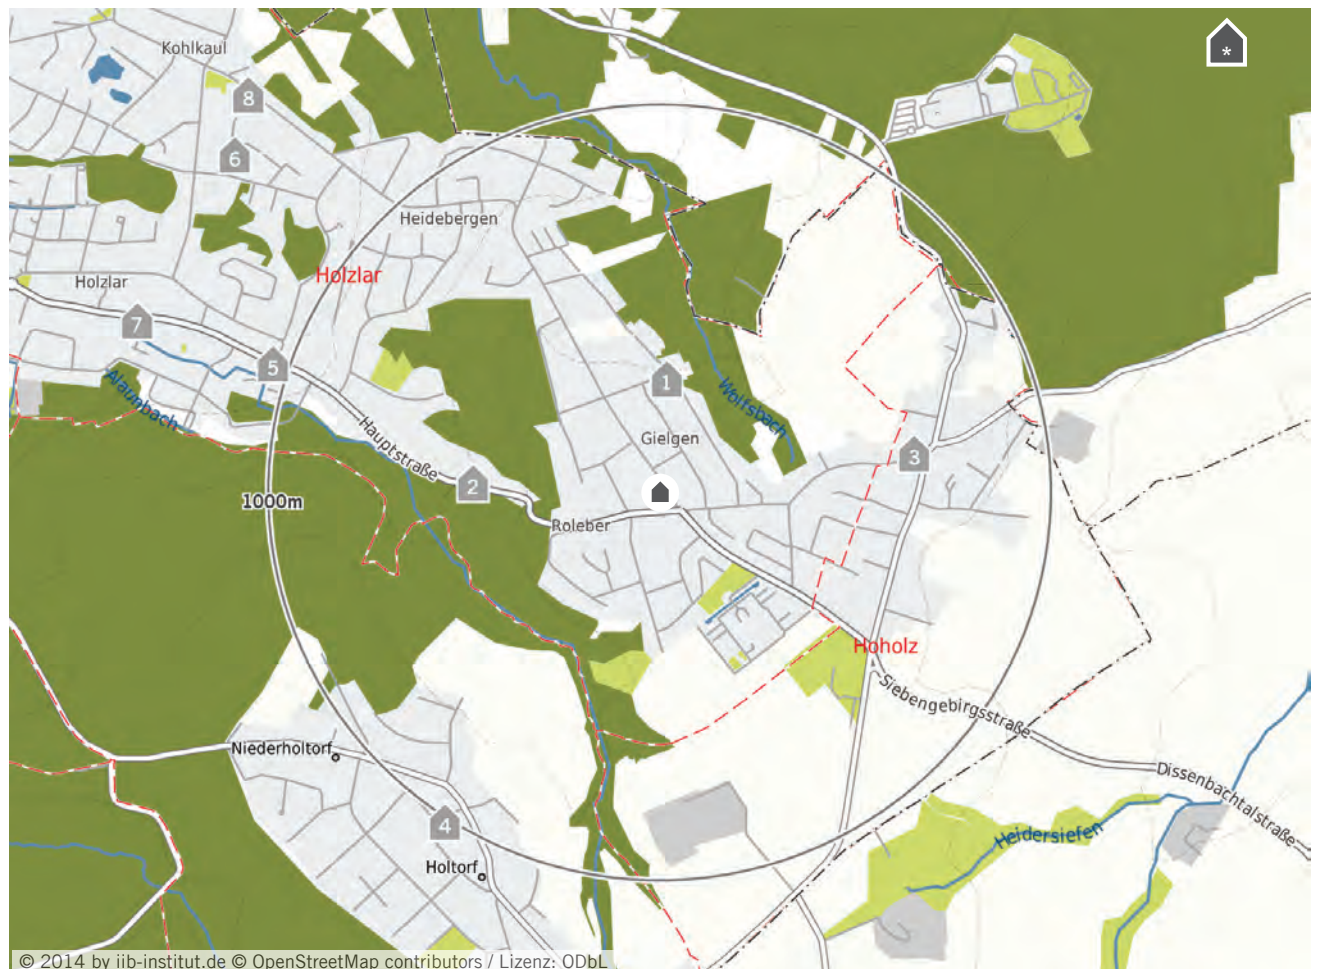 Kohlkaul
*
8
6
Heidebergen
Holzlar
Holzlar
7
5
1
Alaunbach
Wolfsbach
Hauptstraße
Gielgen
3
2
1000m
Roleber
Hoholz
Siebengebirgsstraße
Niederholtorf
Dissenbachtalstraße
4
Heidersiefen
Holtorf
© 2014 by iib-institut.de © OpenStreetMap contributors / Lizenz: ODbL